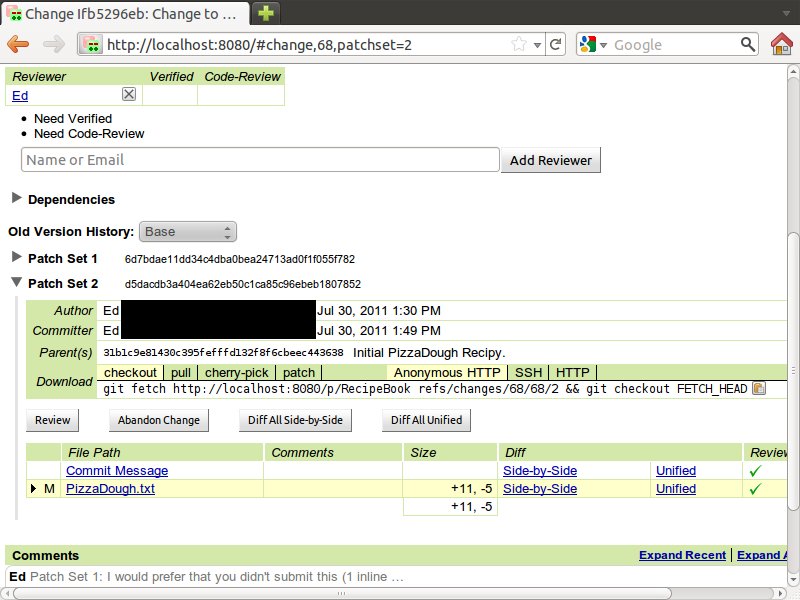 Change Ifb5296eb: Change to …
http://localhost:8080/#change,68,patchset=2
Google
Reviewer Verified Code-Review
Ed
Need Verified
Need Code-Review
Name or Email
Add Reviewer
Dependencies
Old Version History: Base
Patch Set 1 6d7bdae11dd34c4dba0bea24713ad0f1f055f782
Patch Set 2 d5dacdb3a404ea62eb50c1ca85c96ebeb1807852
Author Ed Jul 30, 2011 1:30 PM
Committer Ed Jul 30, 2011 1:49 PM
Parent(s) 31b1c9e81430c395fefffd132f8f6cbeec443638 Initial PizzaDough Recipy.
Download checkout pull cherry-pick patch Anonymous HTTP SSH HTTP
git fetch http://localhost:8080/p/RecipeBook refs/changes/68/68/2 && git checkout FETCH_HEAD
Review Abandon Change Diff All Side-by-Side Diff All Unified
File Path Comments Size Diff Review
Commit Message Side-by-Side Unified
M PizzaDough.txt +11, -5 Side-by-Side Unified
+11, -5
Comments Expand Recent Expand A
Ed Patch Set 1: I would prefer that you didn't submit this (1 inline …